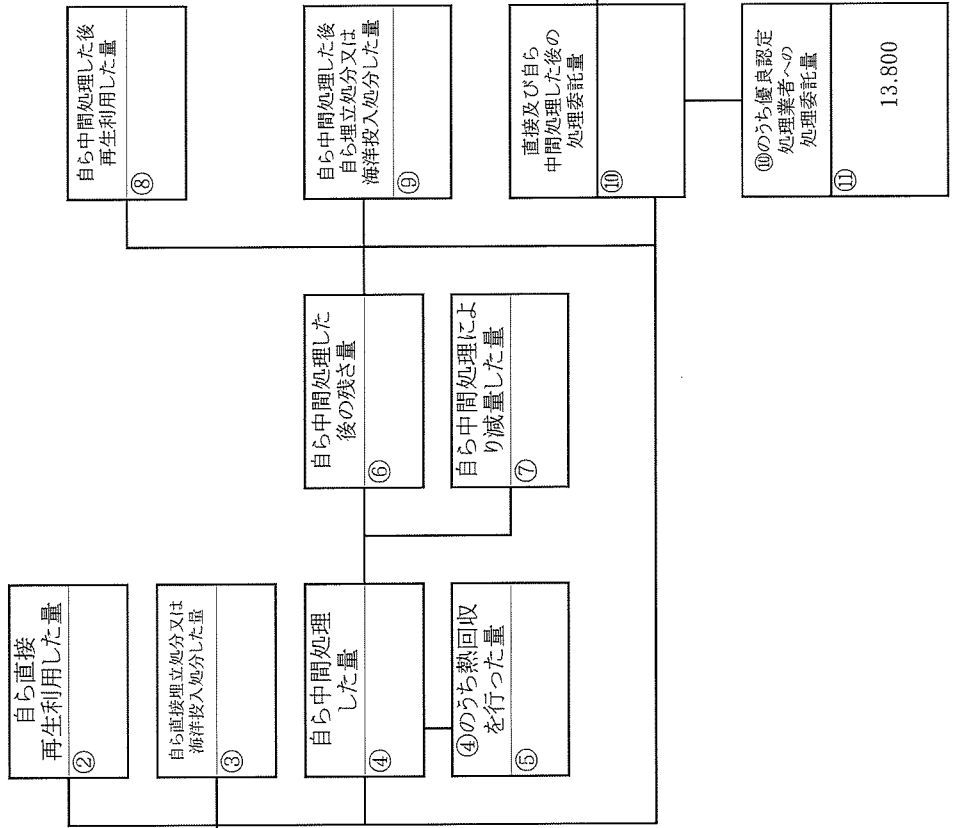 自ら直接
再生利用した量
②
自ら直接埋立処分又は
海洋投入処分した量
③
自ら中間処理
した量
④
④のうち熱回収
を行った量
⑤
自ら中間処理した
後の残さ量
⑥
自ら中間処理によ
り減量した量
⑦
自ら中間処理した後
再生利用した量
⑧
自ら中間処理した後
自ら埋立処分又は
海洋投入処分した量
⑨
直接及び自ら
中間処理した後の
処理委託量
⑩
⑩のうち優良認定
処理業者への
処理委託量
⑪
13.800